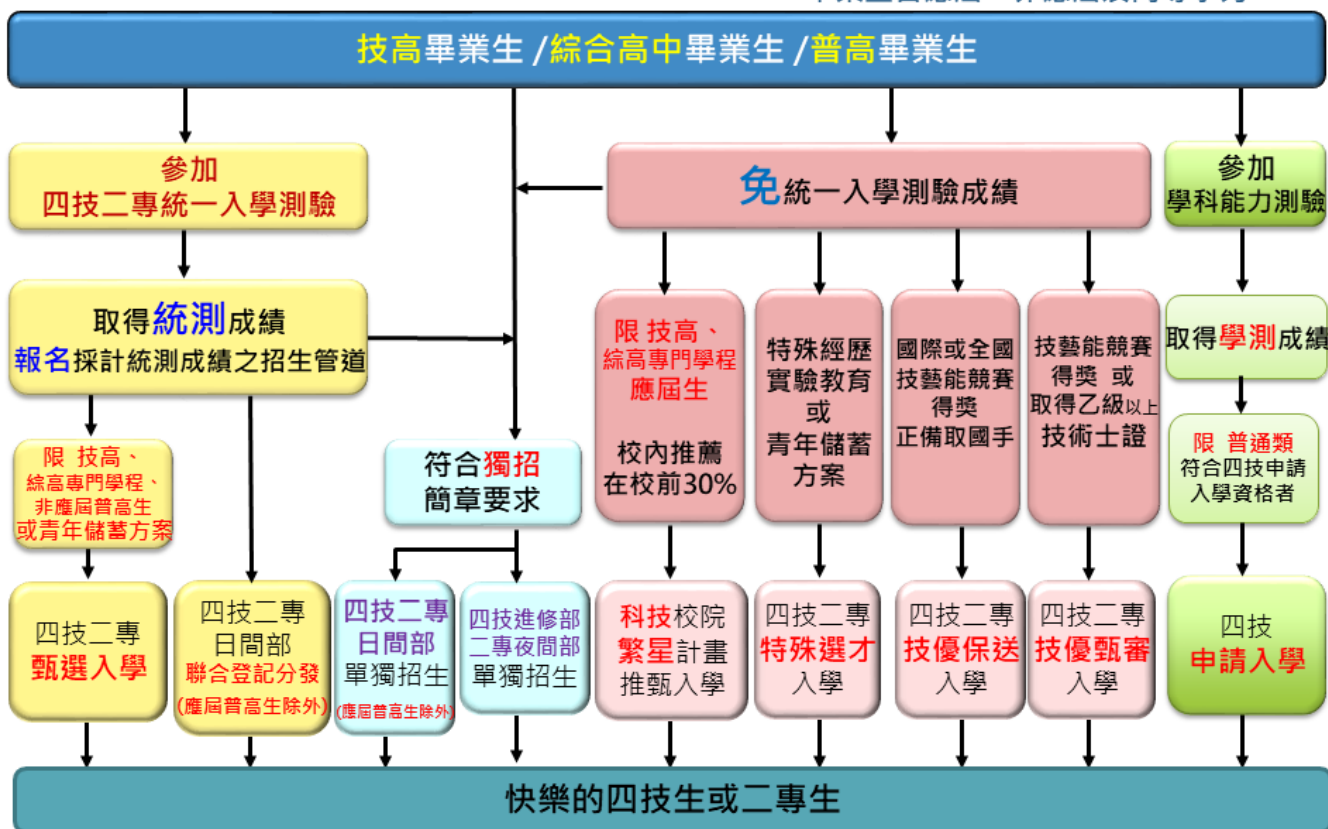 技高畢業生 /綜合高中畢業生 /普高畢業生
參加
四技二專統一入學測驗
免統一入學測驗成績
參加
學科能力測驗
取得統測成績
報名採計統測成績之招生管道
限 技高、
綜高專門學程
應屆生
校內推薦
在校前30%
特殊經歷
實驗教育
或
青年儲蓄
方案
國際或全國
技藝能競賽
得獎
正備取國手
技藝能競賽
得獎 或
取得乙級以上
技術士證
取得學測成績
限 技高、
綜高專門學程、
非應屆普高生
或青年儲蓄方案
符合獨招
簡章要求
限 普通類
符合四技申請
入學資格者
四技二專
甄選入學
四技二專
日間部
聯合登記分發
(應屆普高生除外)
四技二專
日間部
單獨招生
(應屆普高生除外)
四技進修部
二專夜間部
單獨招生
科技校院
繁星計畫
推甄入學
四技二專
特殊選才
入學
四技二專
技優保送
入學
四技二專
技優甄審
入學
四技
申請入學
快樂的四技生或二專生